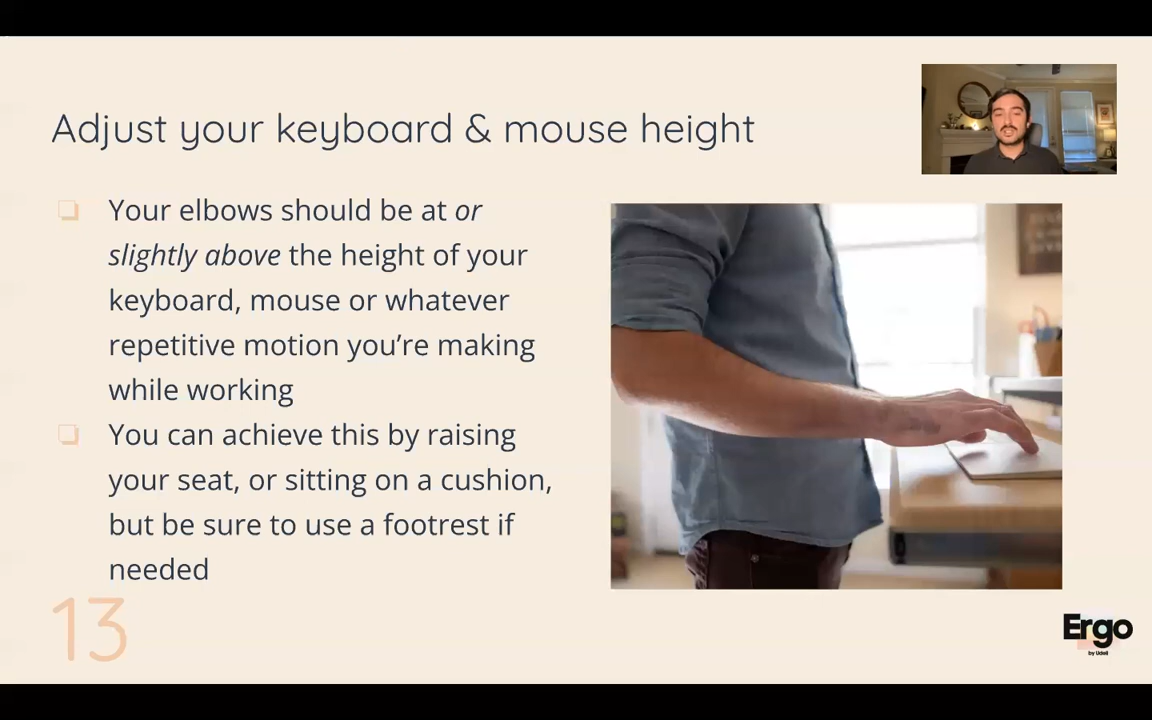 Adjust your keyboard & mouse height
Your elbows should be at or
slightly above the height of your
keyboard, mouse or whatever
repetitive motion you’re making
while working
You can achieve this by raising
your seat, or sitting on a cushion,
but be sure to use a footrest if
needed
13
Ergo
by Udeli